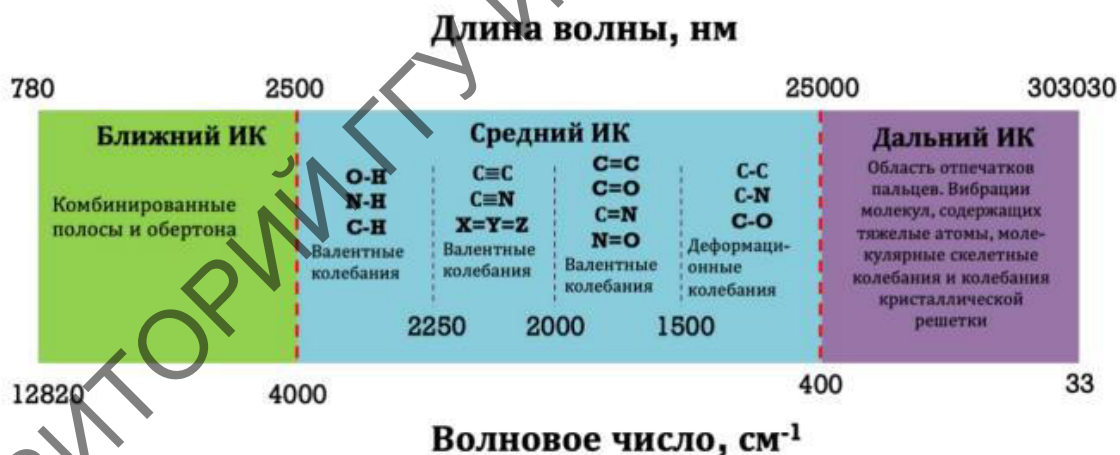 Длина волны, нм
780 2500 25000 303030
Ближний ИК
Комбинированные
полосы и обертона
Средний ИК
O-H
N-H
C-H
Валентные
колебания
C≡C
C≡N
X=Y=Z
Валентные
колебания
C=C
C=O
C=N
N=O
Валентные
колебания
C-C
C-N
C-O
Деформаци-
онные
колебания
2250 2000 1500
Дальний ИК
Область отпечатков
пальцев. Вибрации
молекул, содержащих
тяжелые атомы, моле-
кулярные скелетные
колебания и колебания
кристаллической
решетки
12820 4000 400 33
Волновое число, см⁻¹
ИТОРИЙ ГГУ И